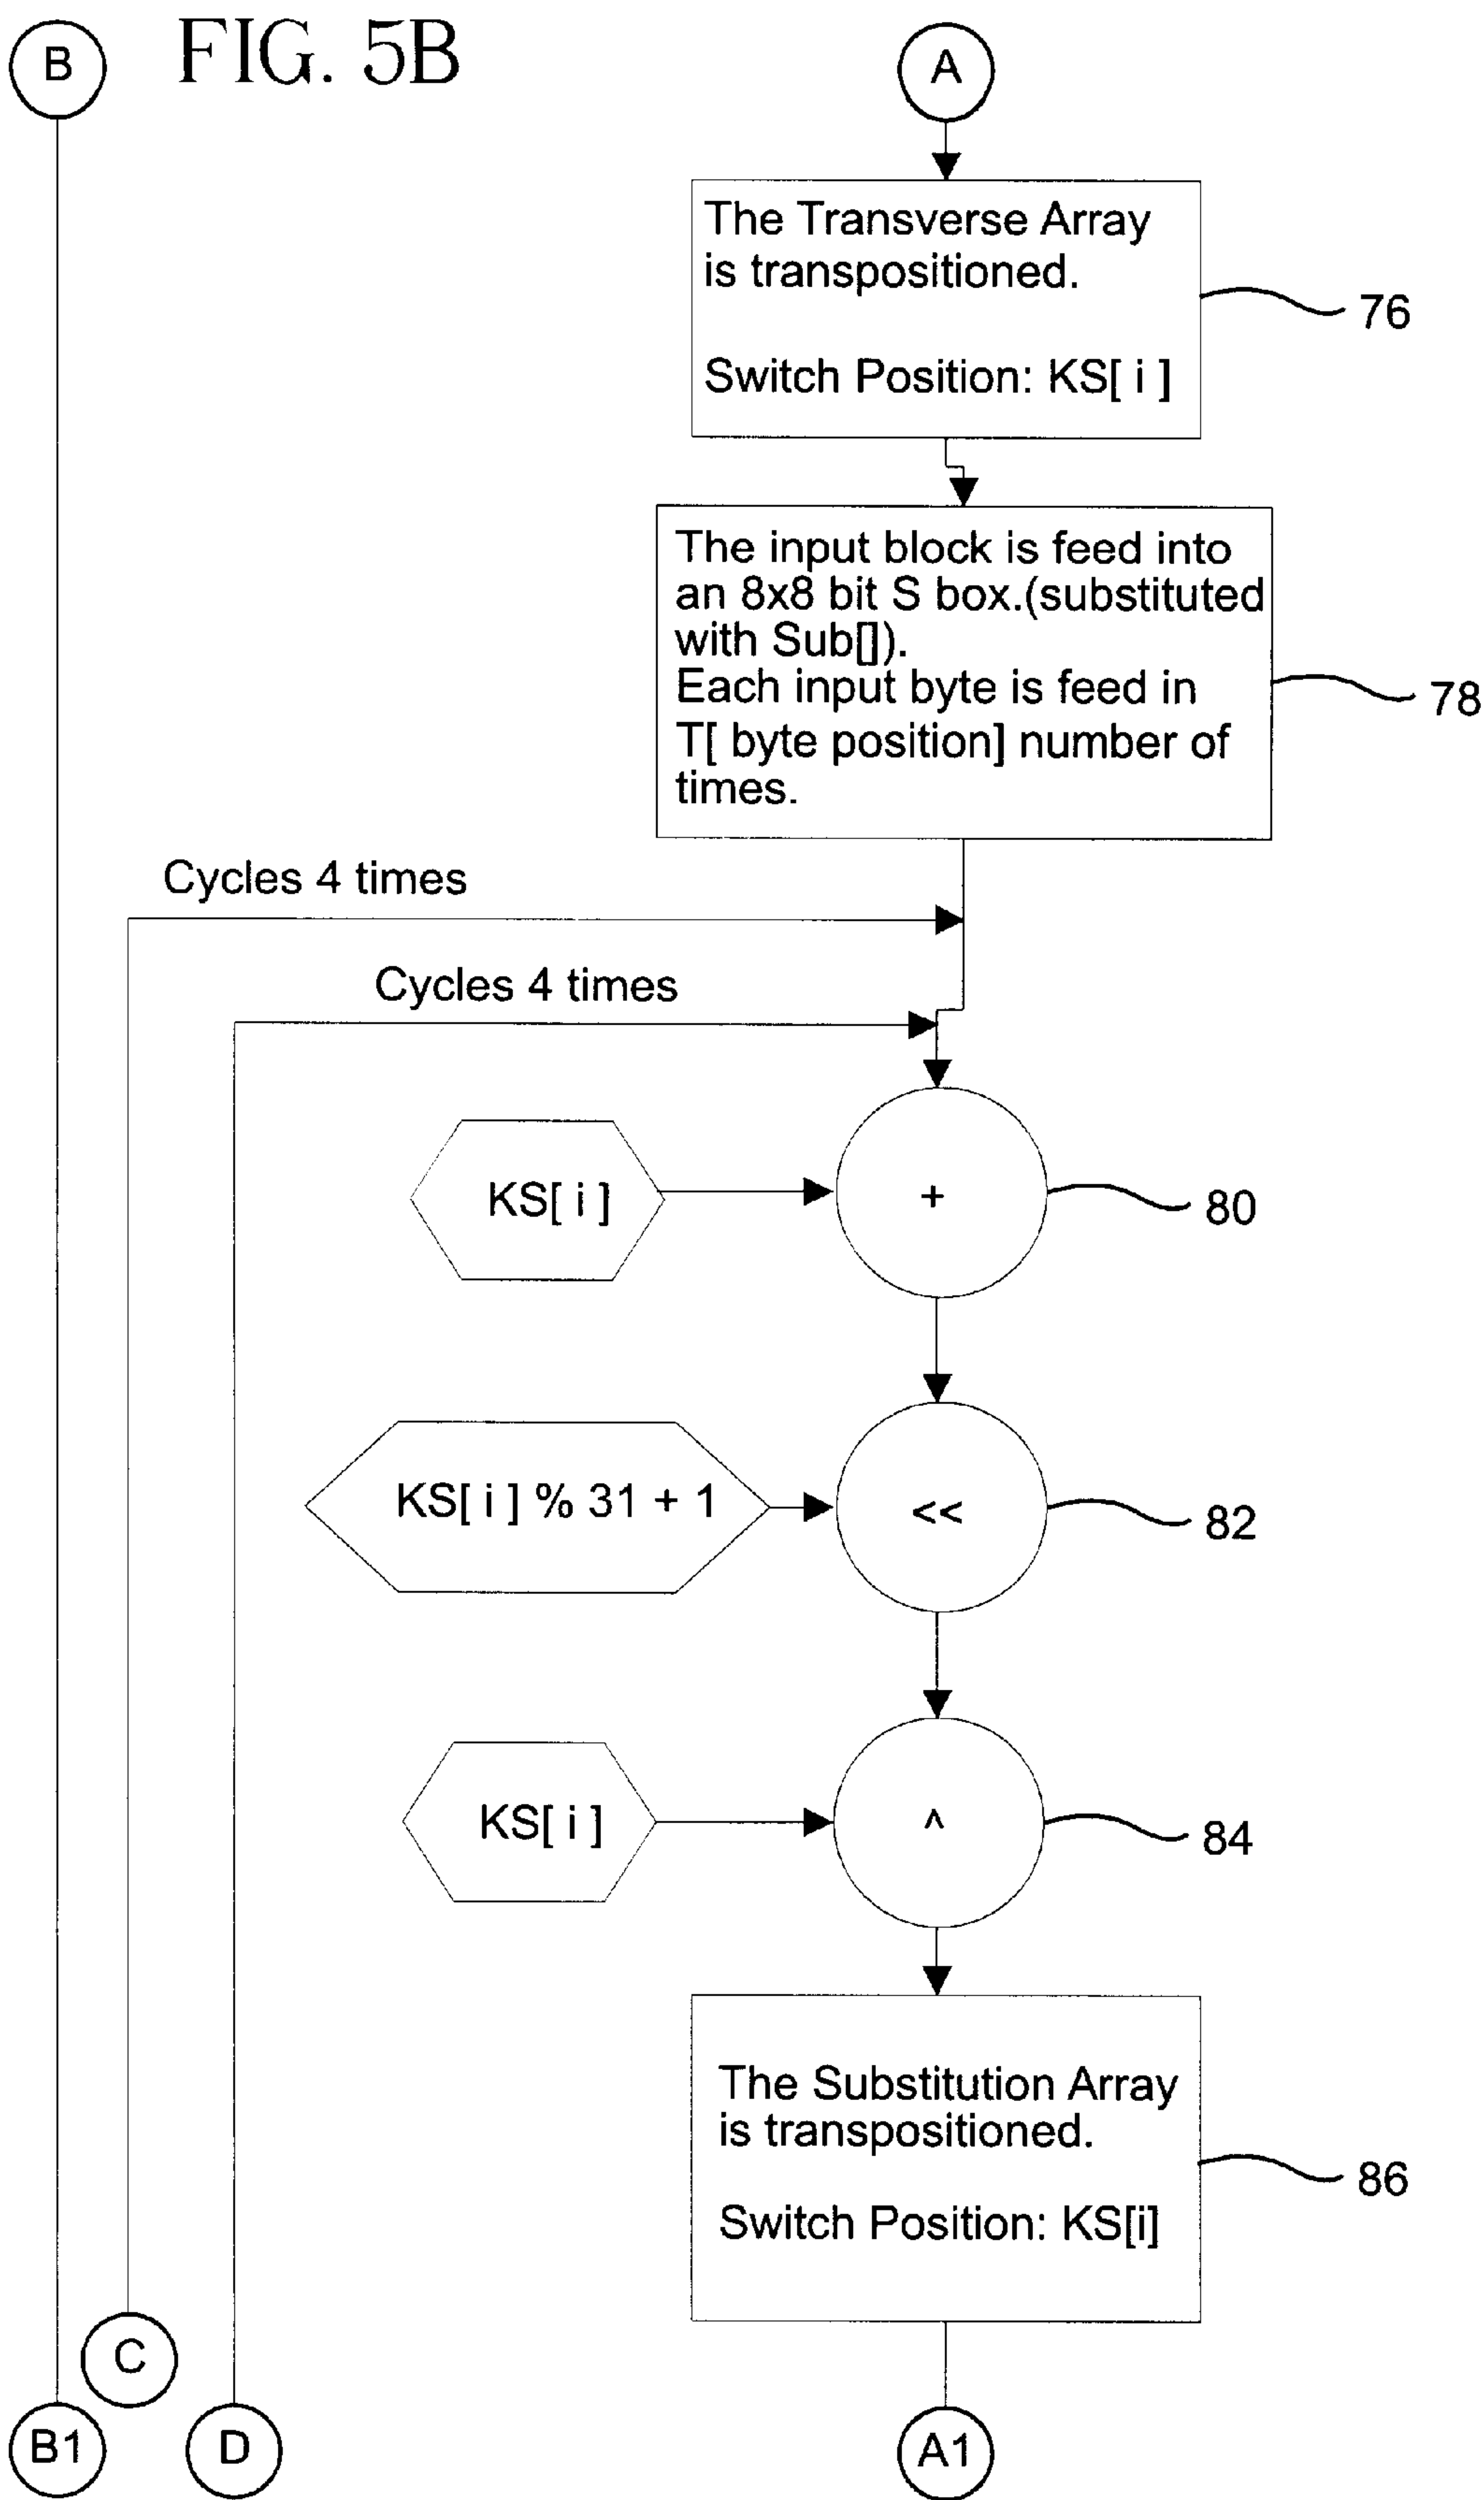 B
FIG. 5B
A
The Transverse Array
is transpositioned.
Switch Position: KS[ i ]
76
The input block is feed into
an 8x8 bit S box.(substituted
with Sub[]).
Each input byte is feed in
T[ byte position] number of
times.
78
Cycles 4 times
Cycles 4 times
KS[ i ]
+
80
KS[ i ] % 31 + 1
<<
82
KS[ i ]
^
84
The Substitution Array
is transpositioned.
Switch Position: KS[i]
86
C
B1
D
A1